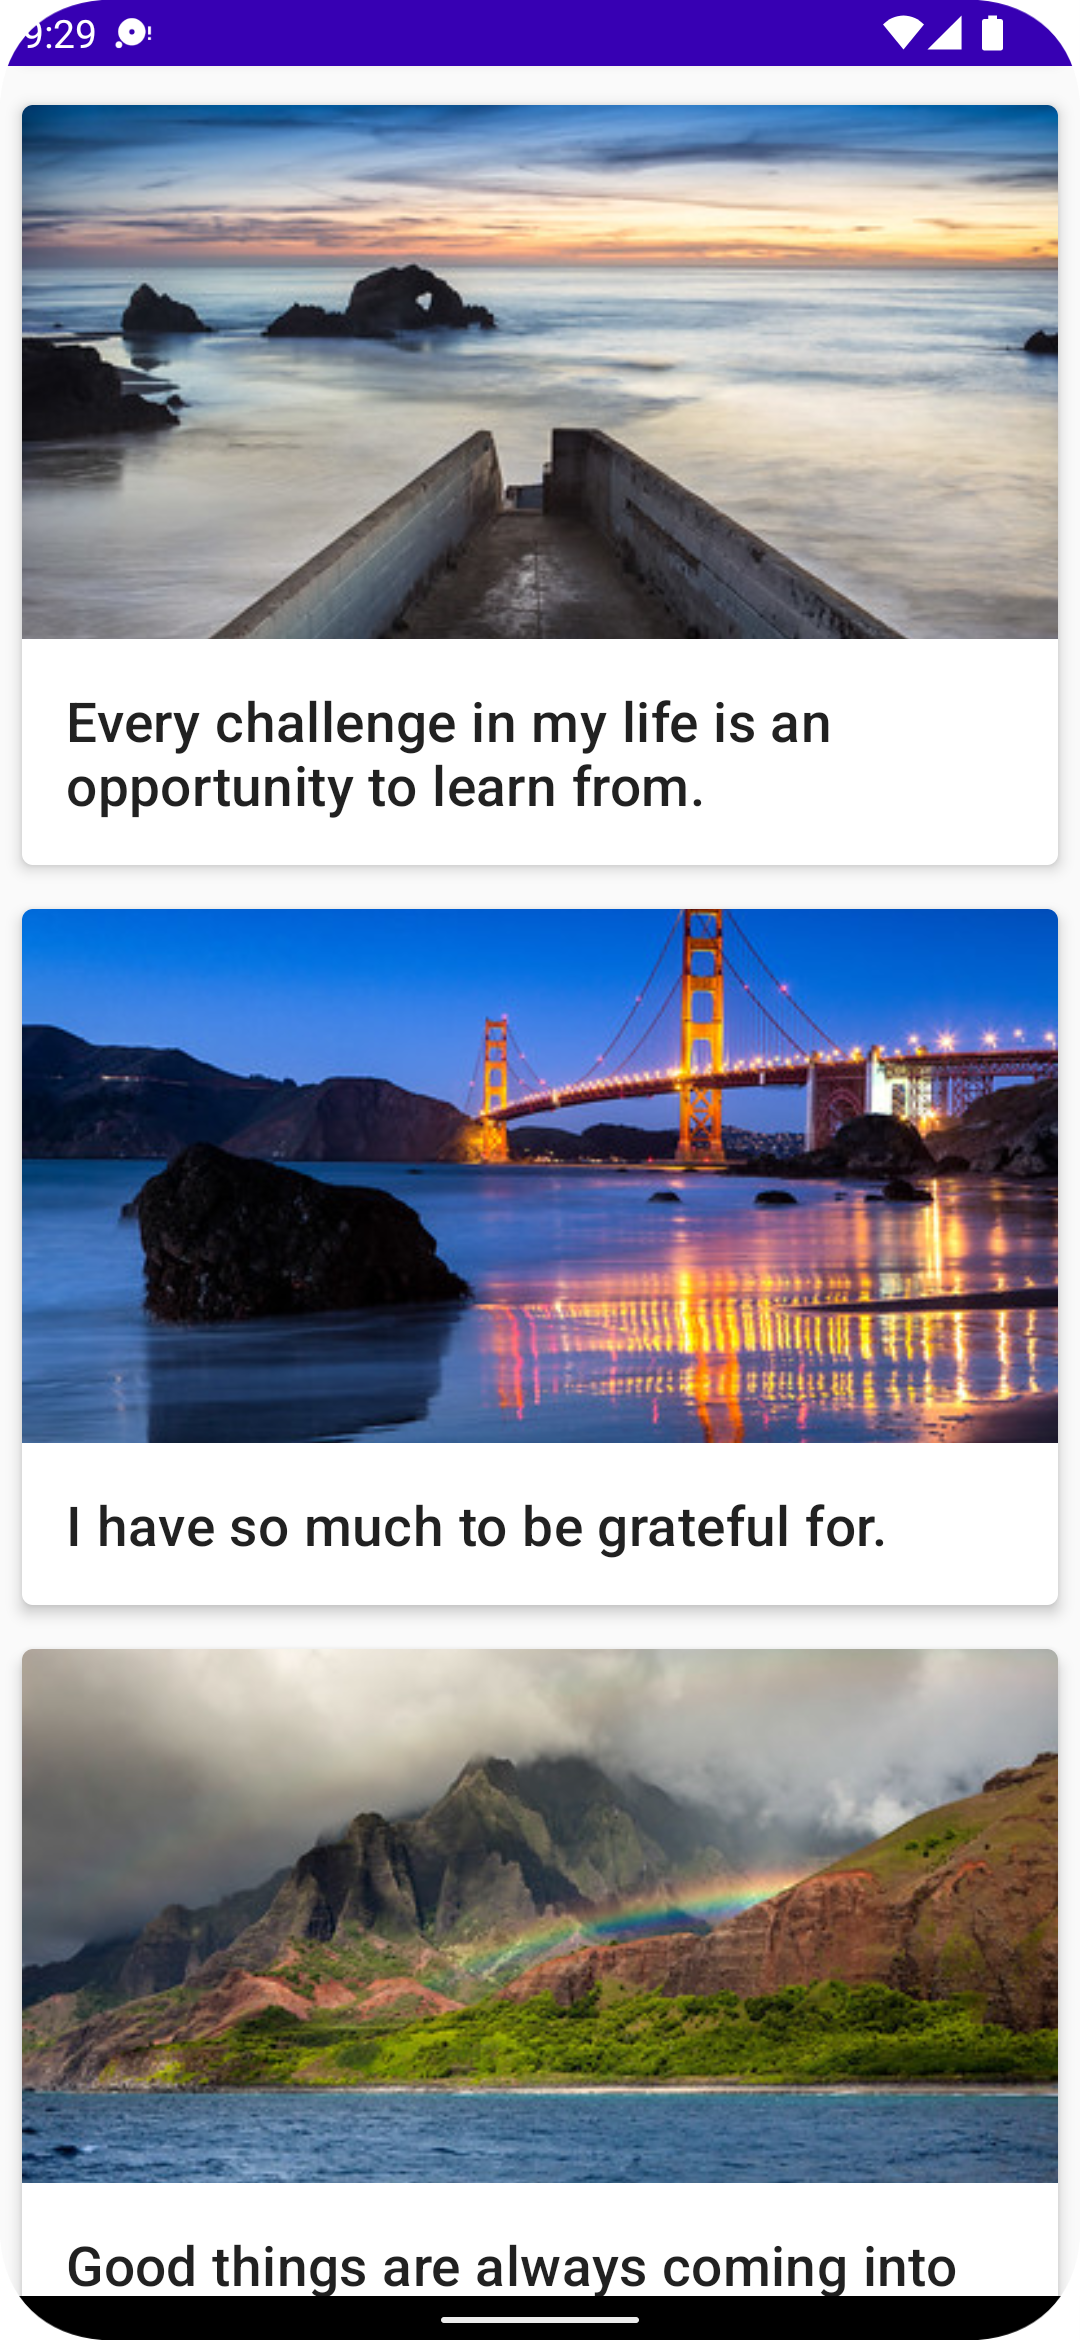 9:29
Every challenge in my life is an
opportunity to learn from.
I have so much to be grateful for.
Good things are always coming into